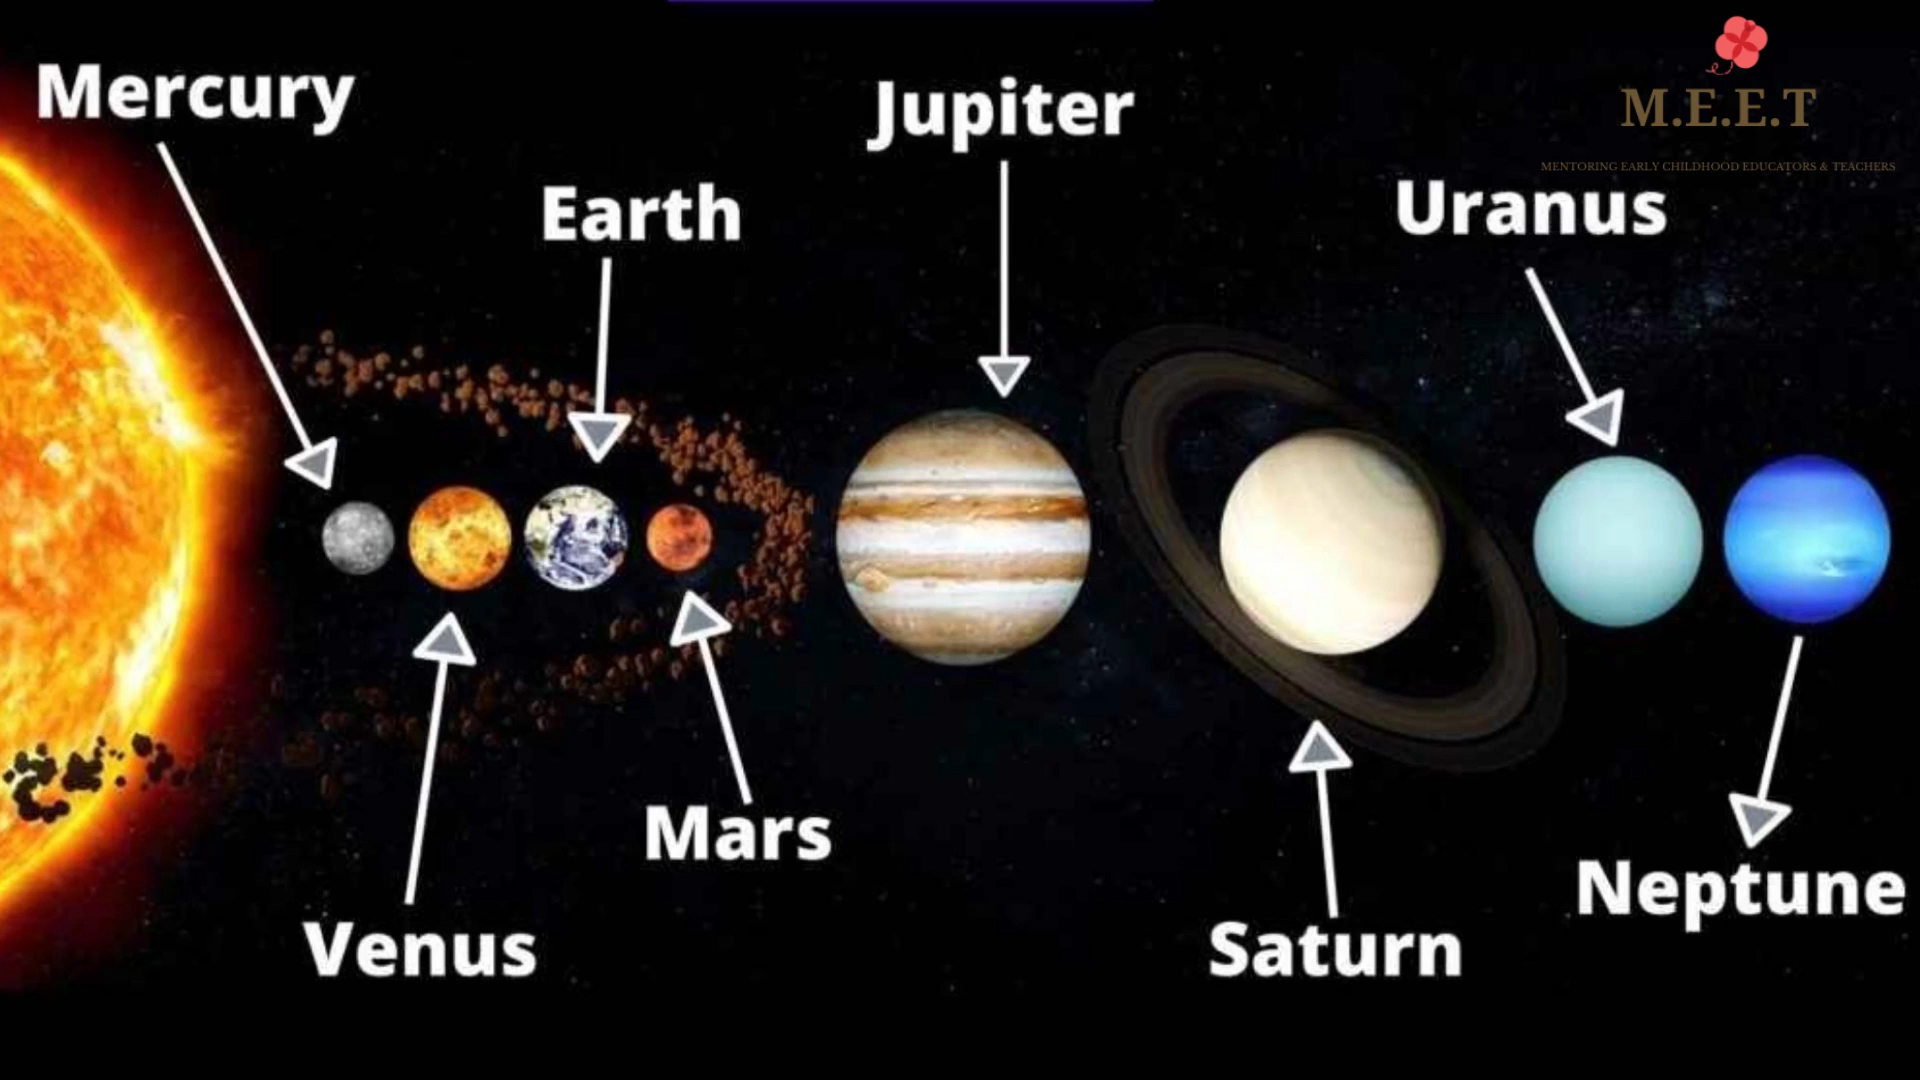 Mercury
Jupiter
M.E.E.T
MENTORING EARLY CHILDHOOD EDUCATORS & TEACHERS
Earth
Uranus
Mars
Neptune
Venus
Saturn